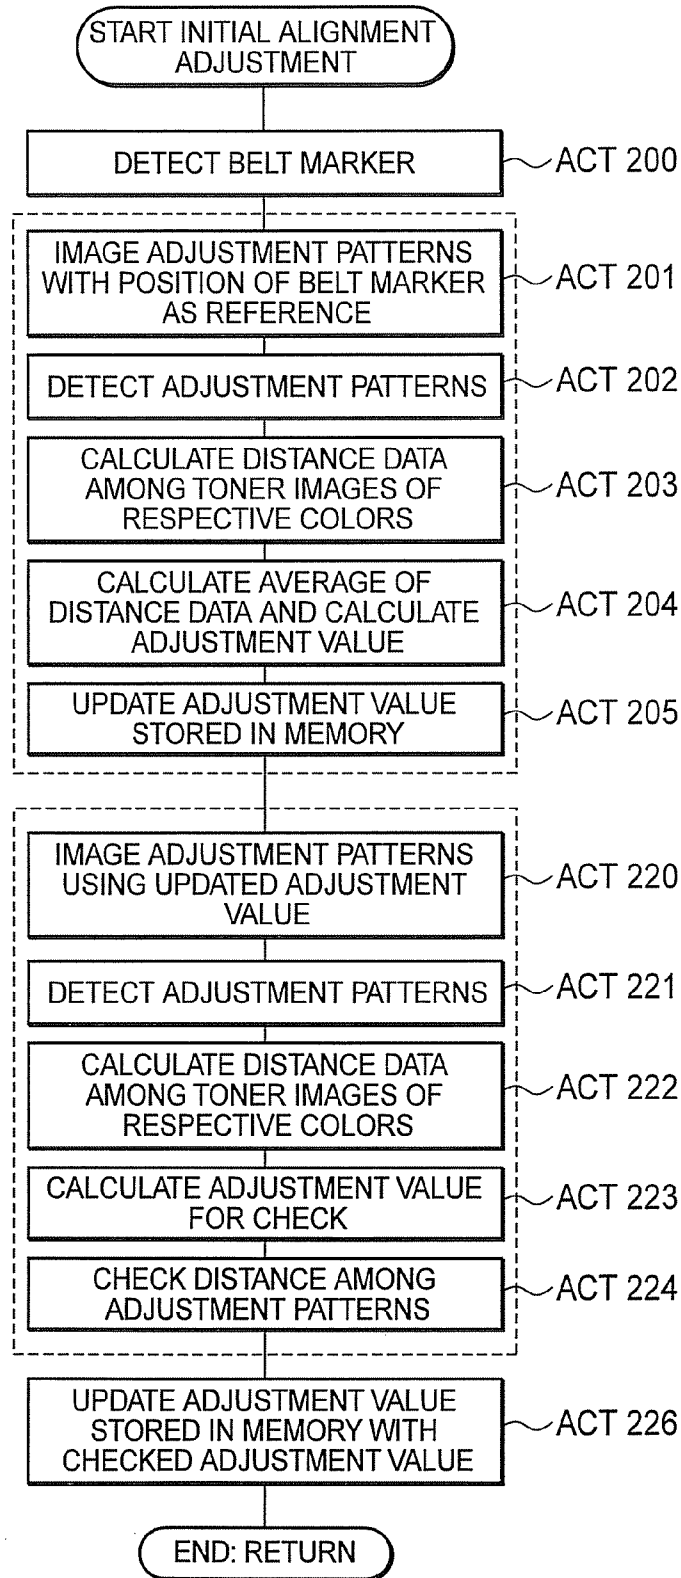 START INITIAL ALIGNMENT
ADJUSTMENT
DETECT BELT MARKER
ACT 200
IMAGE ADJUSTMENT PATTERNS
WITH POSITION OF BELT MARKER
AS REFERENCE
ACT 201
DETECT ADJUSTMENT PATTERNS
ACT 202
CALCULATE DISTANCE DATA
AMONG TONER IMAGES OF
RESPECTIVE COLORS
ACT 203
CALCULATE AVERAGE OF
DISTANCE DATA AND CALCULATE
ADJUSTMENT VALUE
ACT 204
UPDATE ADJUSTMENT VALUE
STORED IN MEMORY
ACT 205
IMAGE ADJUSTMENT PATTERNS
USING UPDATED ADJUSTMENT
VALUE
ACT 220
DETECT ADJUSTMENT PATTERNS
ACT 221
CALCULATE DISTANCE DATA
AMONG TONER IMAGES OF
RESPECTIVE COLORS
ACT 222
CALCULATE ADJUSTMENT VALUE
FOR CHECK
ACT 223
CHECK DISTANCE AMONG
ADJUSTMENT PATTERNS
ACT 224
UPDATE ADJUSTMENT VALUE
STORED IN MEMORY WITH
CHECKED ADJUSTMENT VALUE
ACT 226
END: RETURN